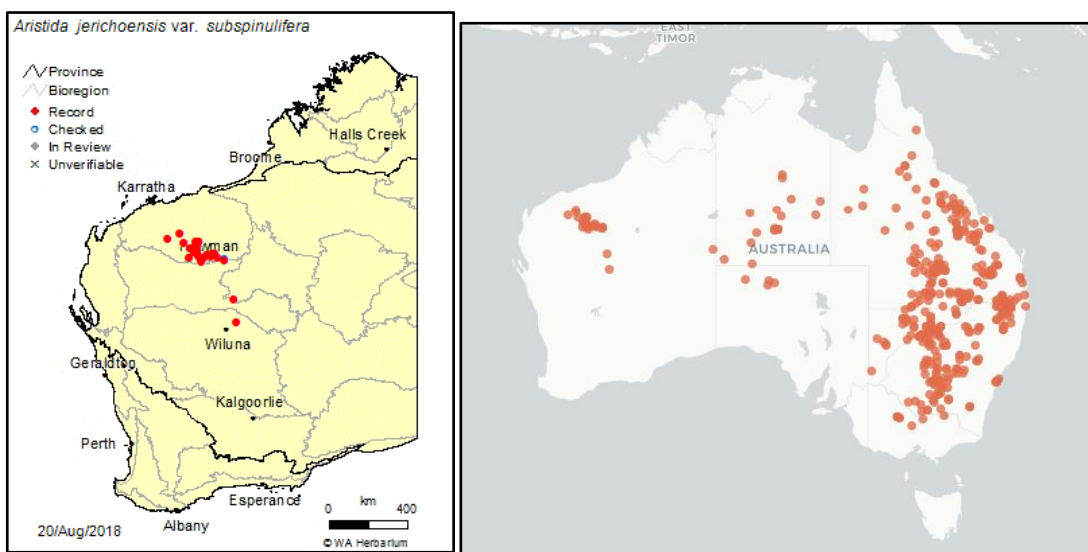 Aristida jerichoensis var. subspinulifera
Province
Bioregion
Record
Checked
In Review
Unverifiable
Halls Creek
Broome
Karratha
Wiluna
Geraldton
Kalgoorlie
Perth
Esperance
Albany
km
0 400
20/Aug/2018
© WA Herbarium
EAST
TIMOR
AUSTRALIA